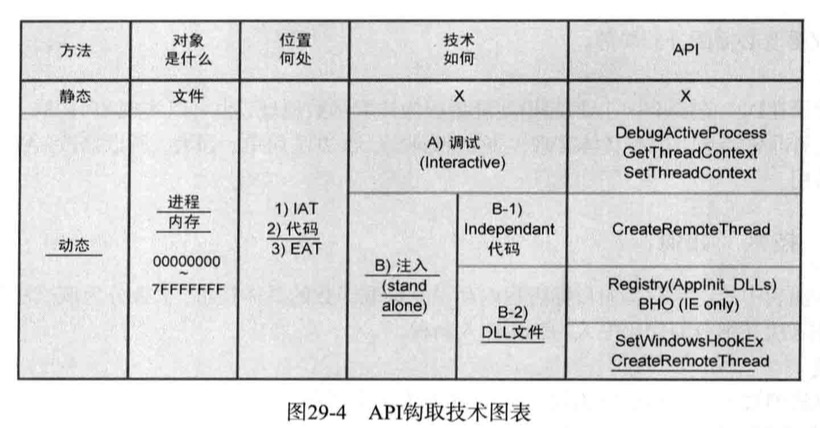 方法
对象
是什么
位置
何处
技术
如何
API
静态
文件
X
X
动态
进程
内存
00000000
~
7FFFFFFF
1) IAT
2) 代码
3) EAT
A) 调试
(Interactive)
DebugActiveProcess
GetThreadContext
SetThreadContext
B) 注入
(stand
alone)
B-1)
Independant
代码
CreateRemoteThread
B-2)
DLL文件
Registry(AppInit_DLLs)
BHO (IE only)
SetWindowsHookEx
CreateRemoteThread
图29-4 API钩取技术图表